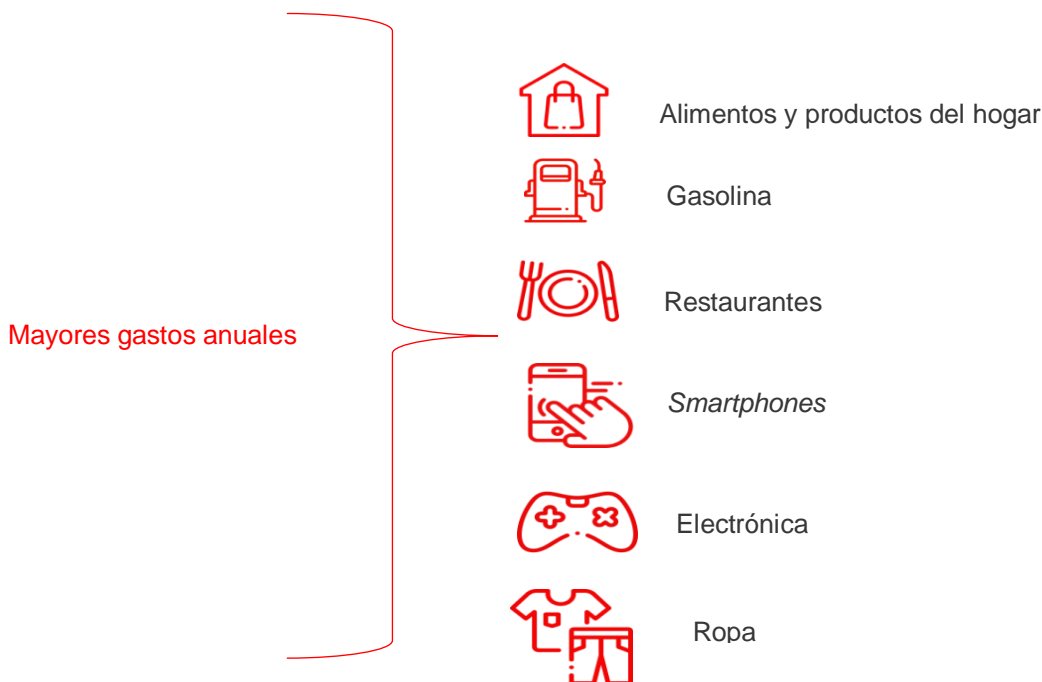 Mayores gastos anuales
Alimentos y productos del hogar
Gasolina
Restaurantes
Smartphones
Electrónica
Ropa